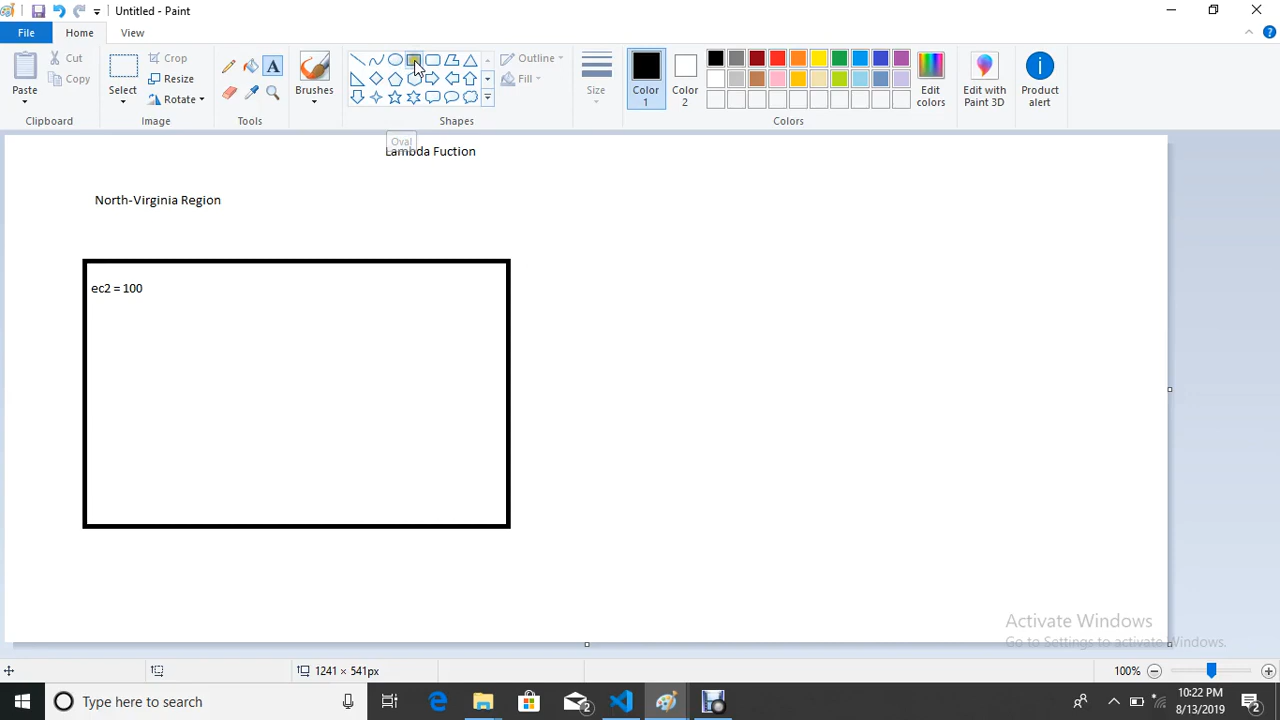 Untitled - Paint
File
Home
View
Paste
Cut
Copy
Clipboard
Select
Crop
Resize
Rotate
Image
A
Tools
Brushes
Outline
Fill
Shapes
Size
Color 1
Color 2
Edit colors
Colors
Edit with Paint 3D
Product alert
Oval
Lambda Fuction
North-Virginia Region
ec2 = 100
Activate Windows
Go to Settings to activate Windows.
1241 × 541px
100%
Type here to search
2
10:22 PM
8/13/2019
2